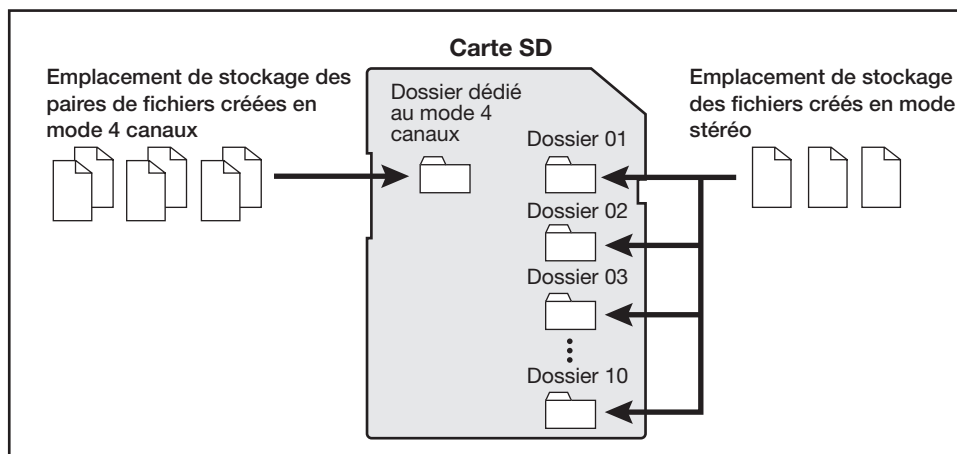 Carte SD
Emplacement de stockage des
paires de fichiers créées en
mode 4 canaux
Dossier dédié
au mode 4
canaux
Dossier 01
Dossier 02
Dossier 03
Dossier 10
Emplacement de stockage
des fichiers créés en mode
stéréo